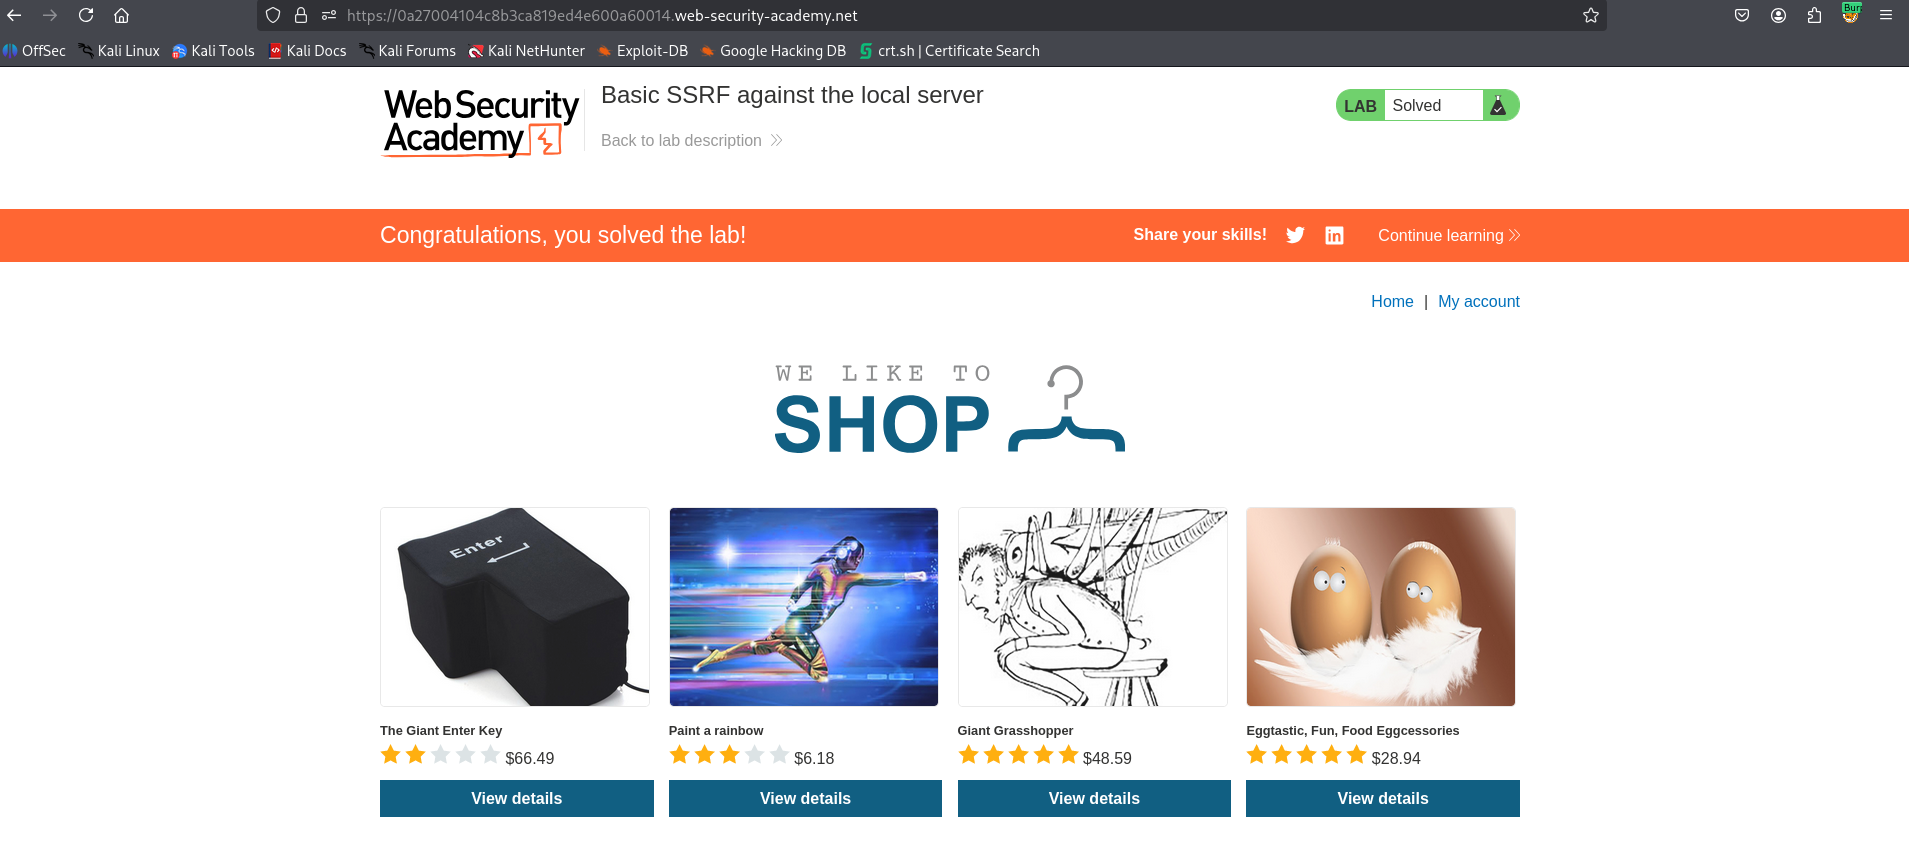 https://0a27004104c8b3ca819ed4e600a60014.web-security-academy.net
Burp
OffSec Kali Linux Kali Tools Kali Docs Kali Forums Kali NetHunter Exploit-DB Google Hacking DB crt.sh | Certificate Search
Web Security Academy
Basic SSRF against the local server
Back to lab description
LAB Solved
Congratulations, you solved the lab!
Share your skills!
Continue learning
Home | My account
WE LIKE TO
SHOP
Enter
The Giant Enter Key
$66.49
View details
Paint a rainbow
$6.18
View details
Giant Grasshopper
$48.59
View details
Eggtastic, Fun, Food Eggcessories
$28.94
View details